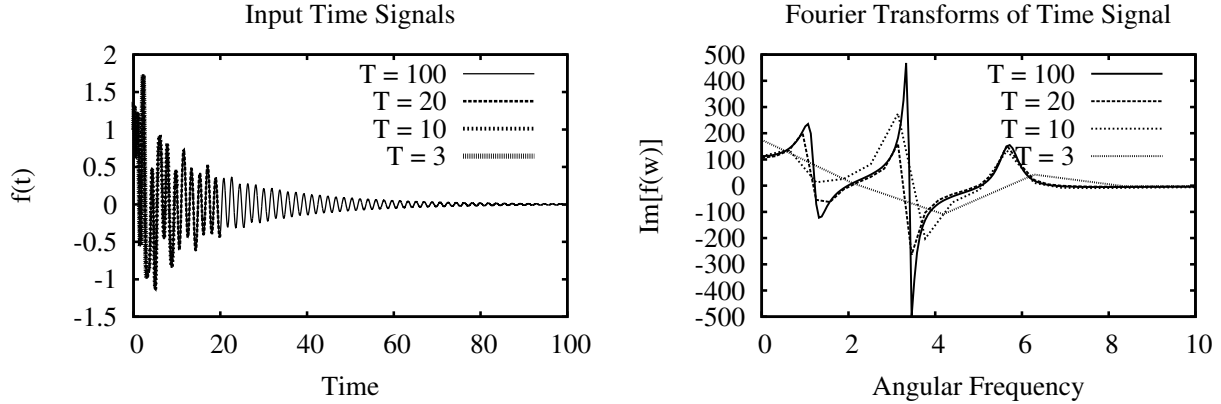 Input Time Signals
f(t)
2
1.5
1
0.5
0
-0.5
-1
-1.5
T = 100
T = 20
T = 10
T = 3
0 20 40 60 80 100
Time
Fourier Transforms of Time Signal
Im[f(w)]
500
400
300
200
100
0
-100
-200
-300
-400
-500
T = 100
T = 20
T = 10
T = 3
0 2 4 6 8 10
Angular Frequency